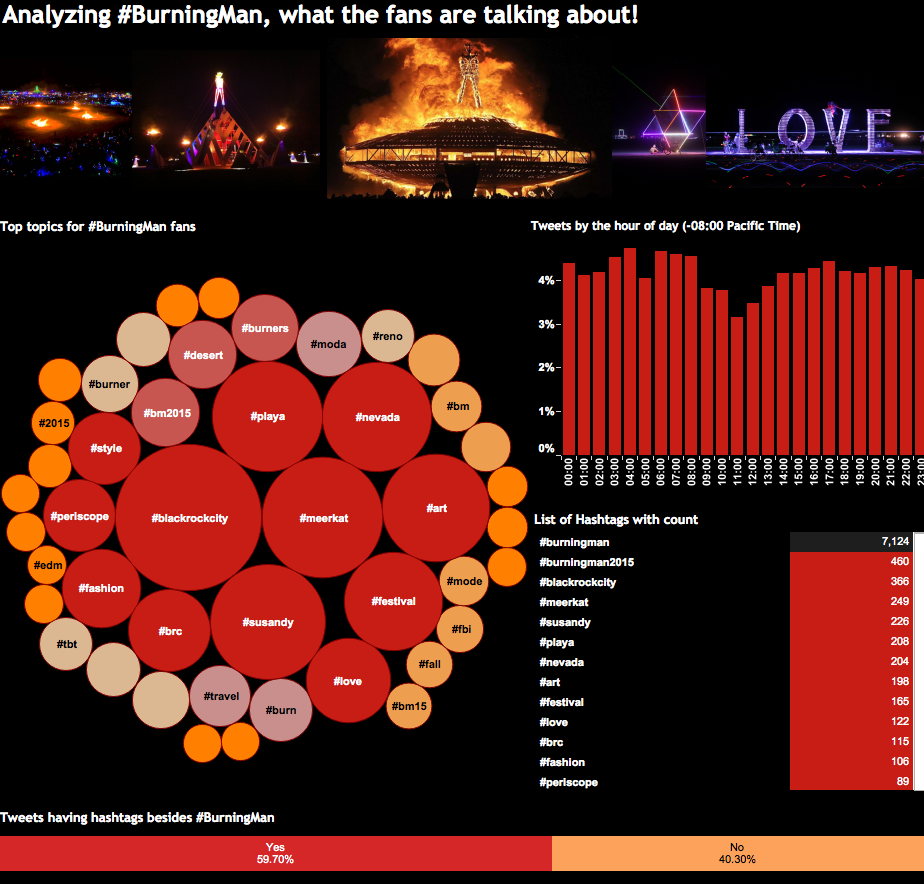 Analyzing #BurningMan, what the fans are talking about!
LOVE
Top topics for #BurningMan fans
#burners
#moda
#reno
#desert
#burner
#bm2015
#playa
#nevada
#bm
#2015
#style
#periscope
#blackrockcity
#meerkat
#art
#edm
#fashion
#festival
#mode
#brc
#susandy
#fbi
#tbt
#fall
#love
#travel
#burn
#bm15
Tweets by the hour of day (-08:00 Pacific Time)
4%
3%
2%
1%
0%
00:00
01:00
02:00
03:00
04:00
05:00
06:00
07:00
08:00
09:00
10:00
11:00
12:00
13:00
14:00
15:00
16:00
17:00
18:00
19:00
20:00
21:00
22:00
23:00
List of Hashtags with count
#burningman 7,124
#burningman2015 460
#blackrockcity 366
#meerkat 249
#susandy 226
#playa 208
#nevada 204
#art 198
#festival 165
#love 122
#brc 115
#fashion 106
#periscope 89
Tweets having hashtags besides #BurningMan
Yes
59.70%
No
40.30%